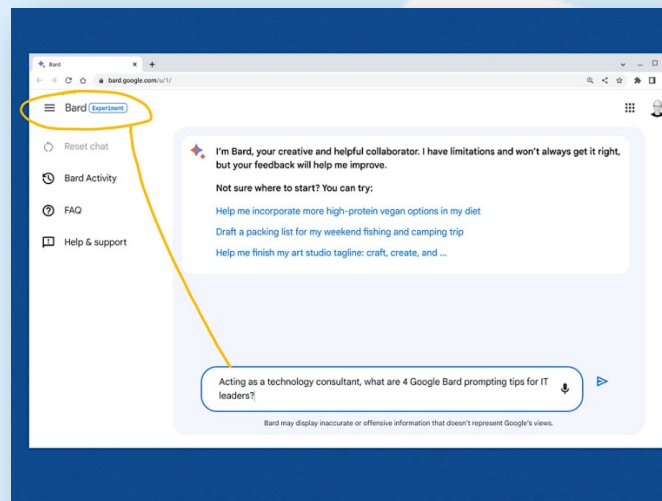 Bard
bard.google.com/u/1/
Bard Experiment
Reset chat
Bard Activity
FAQ
Help & support
I'm Bard, your creative and helpful collaborator. I have limitations and won't always get it right,
but your feedback will help me improve.
Not sure where to start? You can try:
Help me incorporate more high-protein vegan options in my diet
Draft a packing list for my weekend fishing and camping trip
Help me finish my art studio tagline: craft, create, and ...
Acting as a technology consultant, what are 4 Google Bard prompting tips for IT
leaders?
Bard may display inaccurate or offensive information that doesn't represent Google's views.